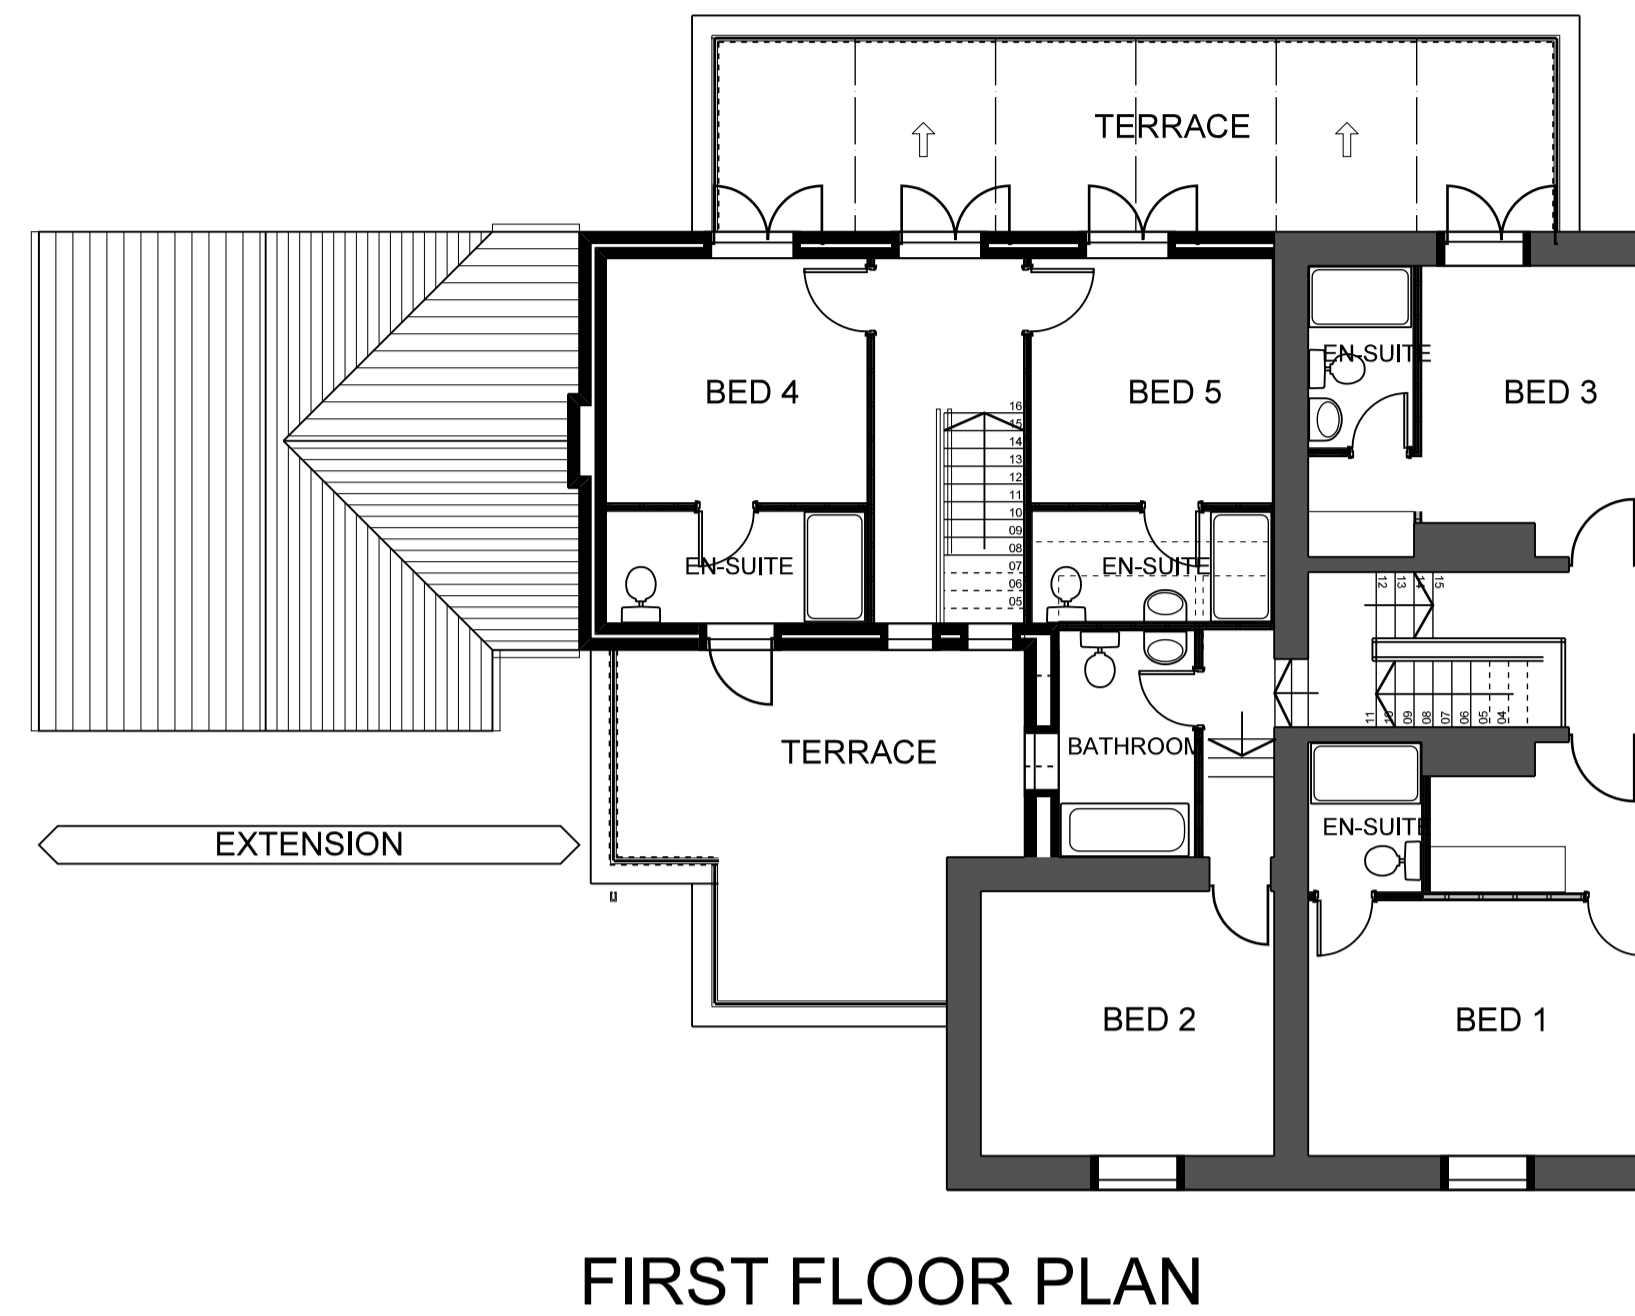 TERRACE
EN-SUITE
BED 4
BED 5
BED 3
16
15
14
13
12
11
10
09
08
07
06
05
EN-SUITE
EN-SUITE
12
13
14
15
11
10
09
08
07
06
05
04
TERRACE
BATHROOM
EXTENSION
EN-SUITE
BED 2
BED 1
FIRST FLOOR PLAN